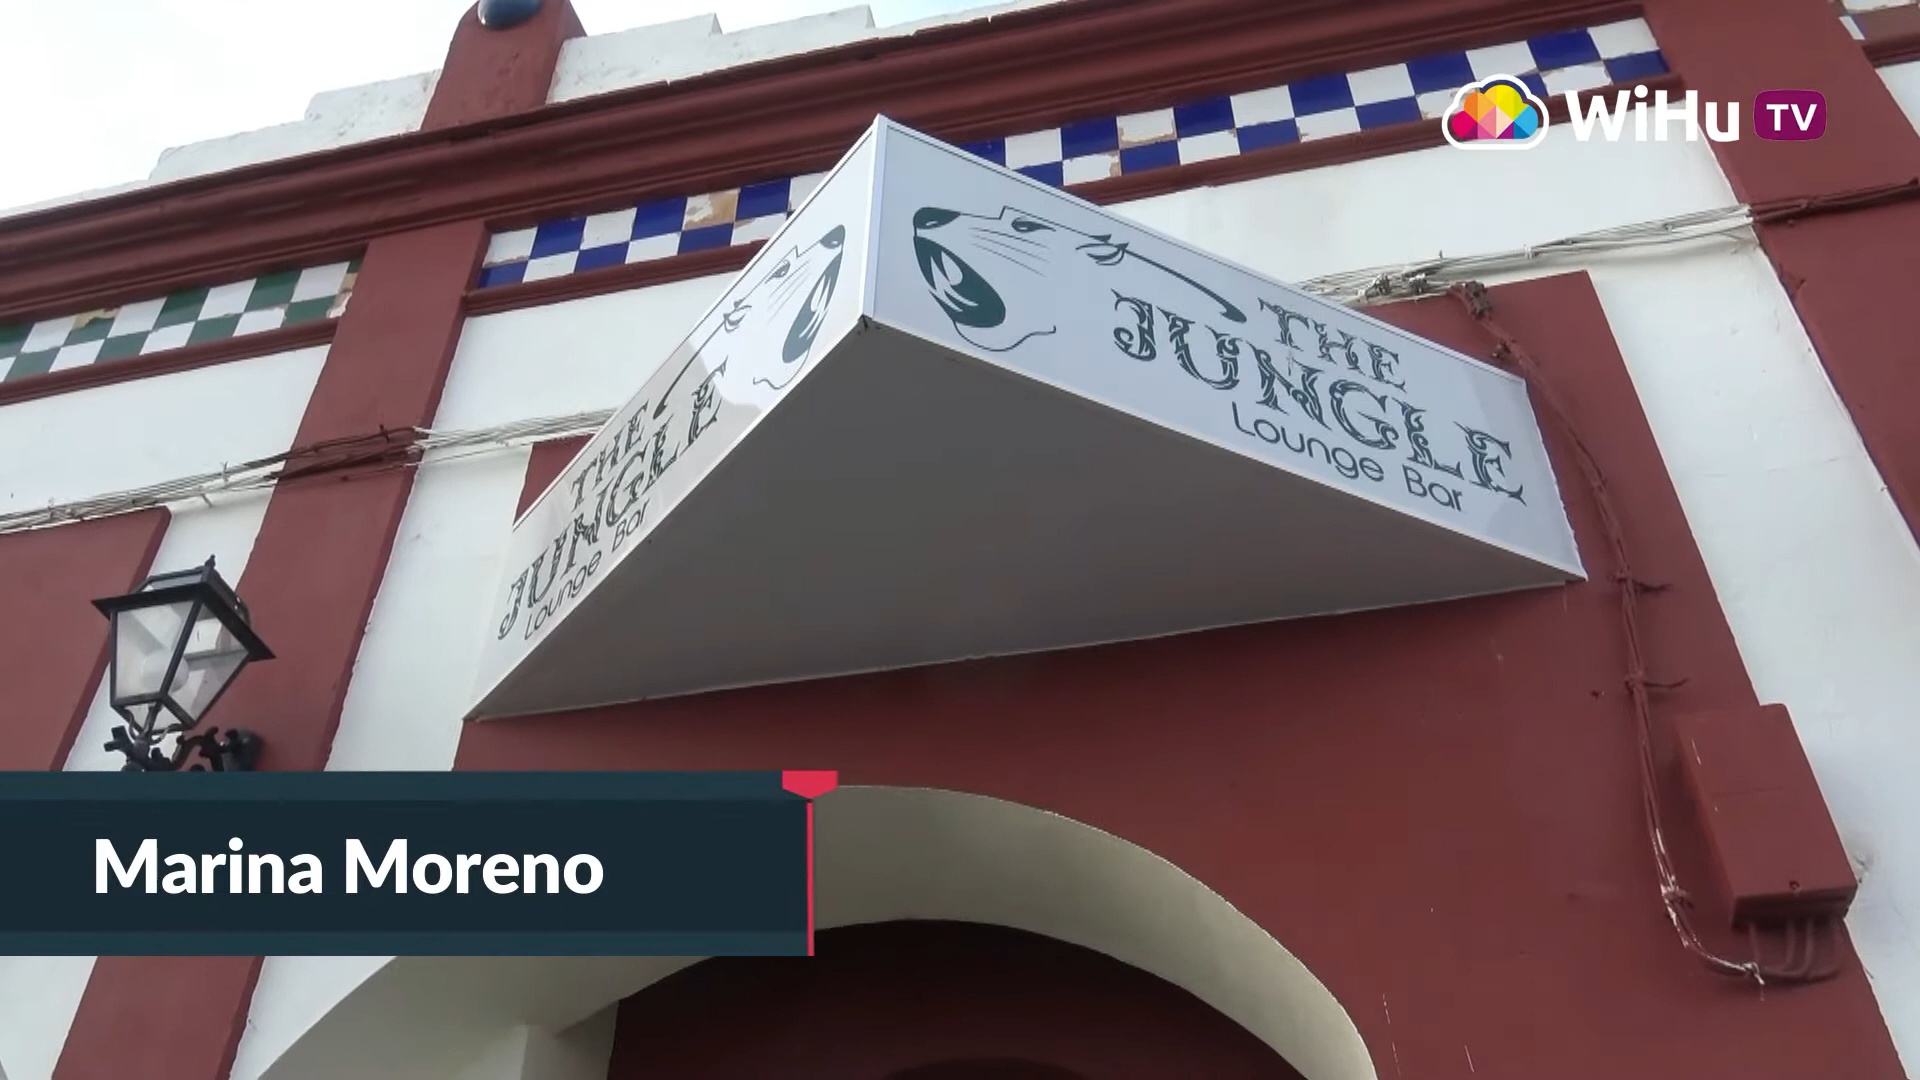 WiHu TV
THE
JUNGLE
Lounge Bar
THE
JUNGLE
Lounge Bar
Marina Moreno